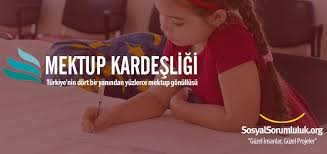 MEKTUP KARDEŞLİĞİ
Türkiye'nin dört bir yanından yüzlerce mektup gönüllüsü
SosyalSorumluluk.org
"Güzel İnsanlar, Güzel Projeler"